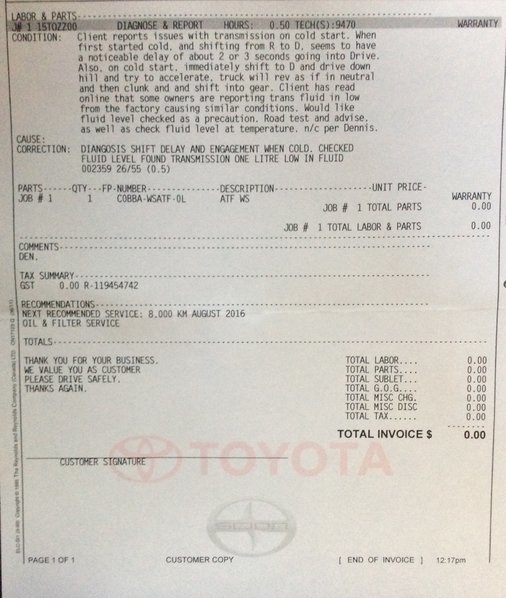 LABOR & PARTS
J# 1 15TOZZ00 DIAGNOSE & REPORT HOURS: 0.50 TECH(S):9470 WARRANTY
CONDITION: Client reports issues with transmission on cold start. When
first started cold, and shifting from R to D, seems to have
a noticeable delay of about 2 or 3 seconds going into Drive.
Also, on cold start, immediately shift to D and drive down
hill and try to accelerate, truck will rev as if in neutral
and then clunk and and shift into gear. Client has read
online that some owners are reporting trans fluid in low
from the factory causing similar conditions. Would like
fluid level checked as a precaution. Road test and advise,
as well as check fluid level at temperature. n/c per Dennis.
CAUSE:
CORRECTION: DIANGOSIS SHIFT DELAY AND ENGAGEMENT WHEN COLD. CHECKED
FLUID LEVEL FOUND TRANSMISSION ONE LITRE LOW IN FLUID
002359 26/55 (0.5)
PARTS------QTY---FP-NUMBER---------------DESCRIPTION--------------------UNIT PRICE-
JOB # 1 1 COBBA-WSATF-0L ATF WS WARRANTY
JOB # 1 TOTAL PARTS 0.00
JOB # 1 TOTAL LABOR & PARTS 0.00
COMMENTS
DEN.
TAX SUMMARY
GST 0.00 R-119454742
RECOMMENDATIONS
NEXT RECOMMENDED SERVICE: 8.000 KM AUGUST 2016
OIL & FILTER SERVICE
TOTALS
THANK YOU FOR YOUR BUSINESS. TOTAL LABOR.... 0.00
WE VALUE YOU AS CUSTOMER TOTAL PARTS.... 0.00
PLEASE DRIVE SAFELY. TOTAL SUBLET... 0.00
THANKS AGAIN. TOTAL G.O.G.... 0.00
TOTAL MISC CHG. 0.00
TOTAL MISC DISC 0.00
TOTAL TAX...... 0.00
TOTAL INVOICE $ 0.00
TOYOTA
CUSTOMER SIGNATURE
SCION
PAGE 1 OF 1 CUSTOMER COPY [ END OF INVOICE ] 12:17pm